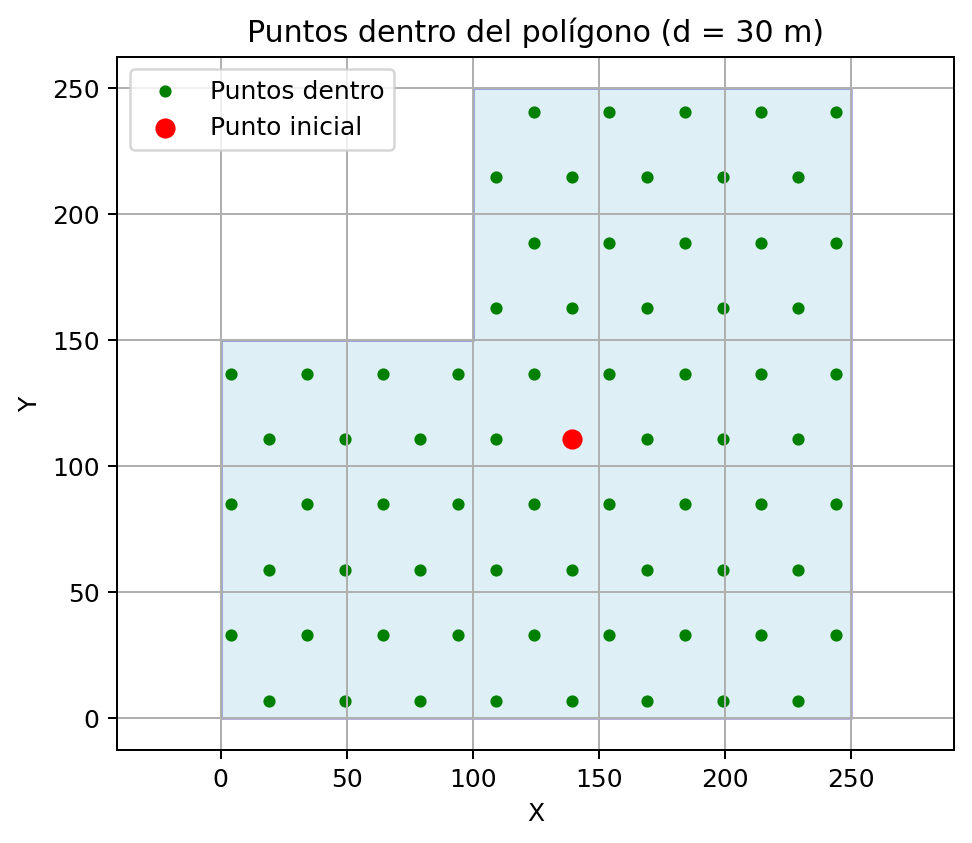 Puntos dentro del polígono (d = 30 m)
Puntos dentro
Punto inicial
250
200
150
100
50
0
Y
0 50 100 150 200 250
X